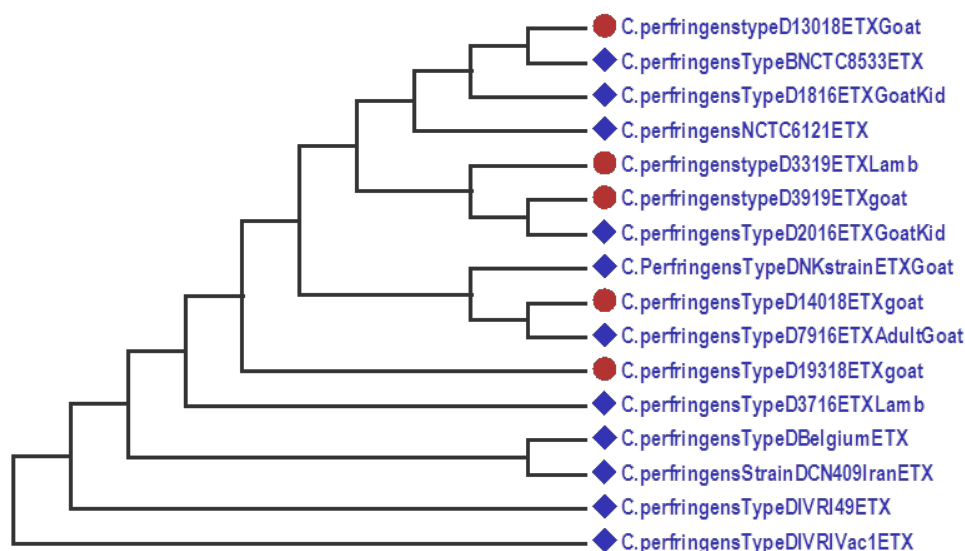 C.perfringenstypeD13018ETXGoat
C.perfringensTypeBNCTC8533ETX
C.perfringensTypeD1816ETXGoatKid
C.perfringensNCTC6121ETX
C.perfringenstypeD3319ETXLamb
C.perfringenstypeD3919ETXgoat
C.perfringensTypeD2016ETXGoatKid
C.PerfringensTypeDNKstrainETXGoat
C.perfringensTypeD14018ETXgoat
C.perfringensTypeD7916ETXAdultGoat
C.perfringensTypeD19318ETXgoat
C.perfringensTypeD3716ETXLamb
C.perfringensTypeDBelgiumETX
C.perfringensStrainDCN409IranETX
C.perfringensTypeDIVRI49ETX
C.perfringensTypeDIVRIVac1ETX